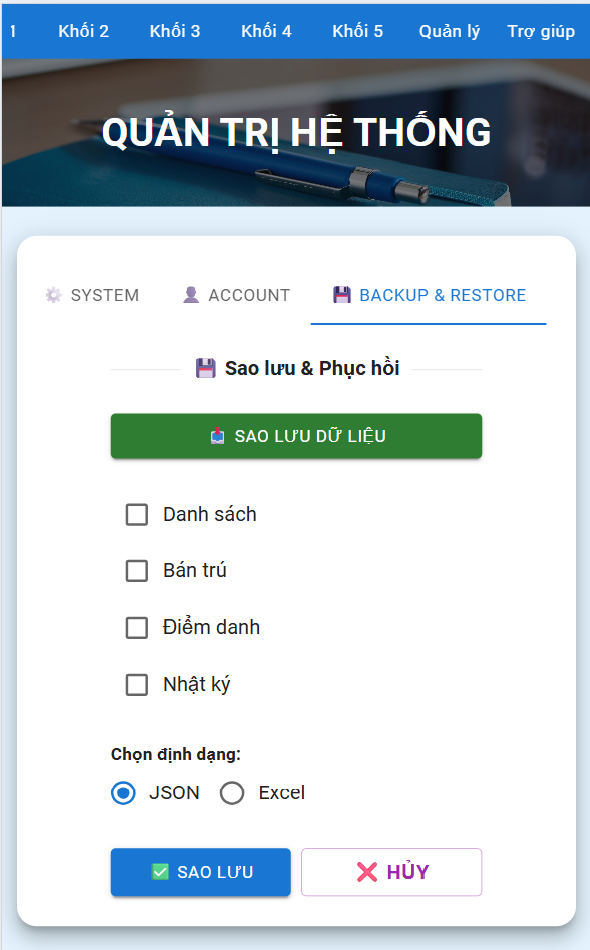 1 Khối 2 Khối 3 Khối 4 Khối 5 Quản lý Trợ giúp
QUẢN TRỊ HỆ THỐNG
SYSTEM ACCOUNT BACKUP & RESTORE
Sao lưu & Phục hồi
SAO LƯU DỮ LIỆU
Danh sách
Bán trú
Điểm danh
Nhật ký
Chọn định dạng:
JSON Excel
SAO LƯU HỦY